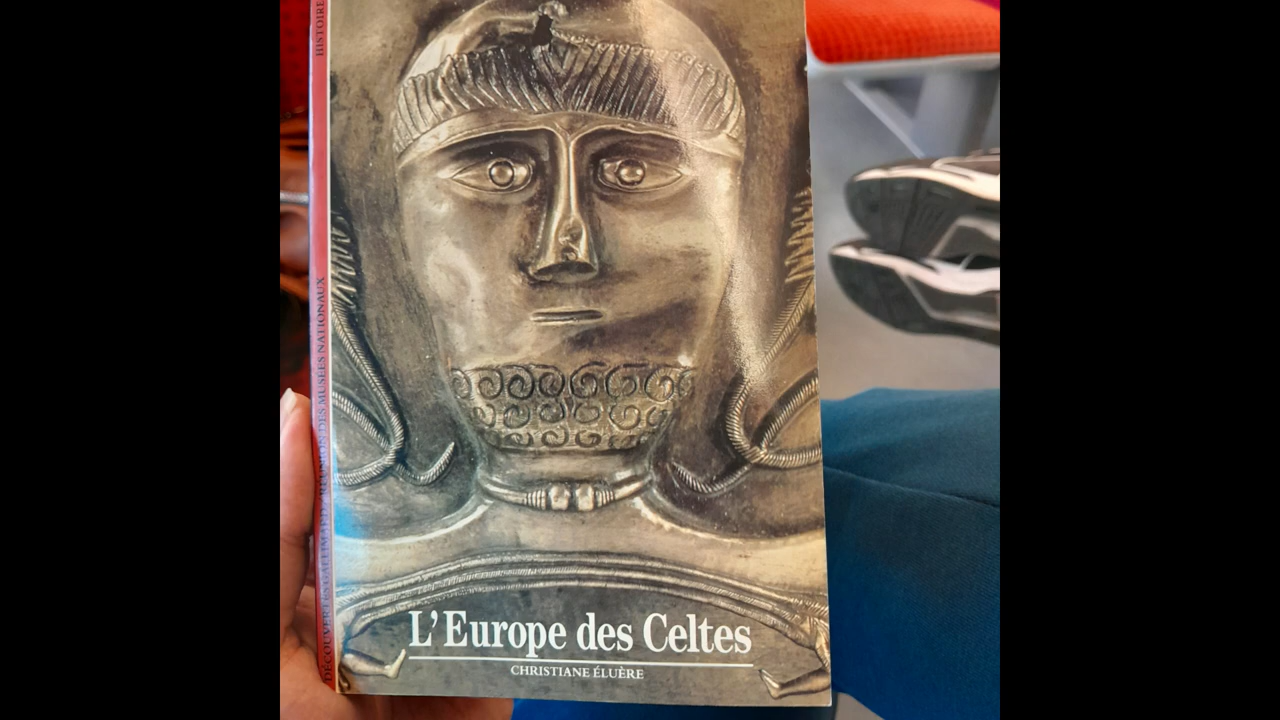 HISTOIRE
DÉCOUVERTES GALLIMARD / RÉUNION DES MUSÉES NATIONAUX
L'Europe des Celtes
CHRISTIANE ÉLUÈRE